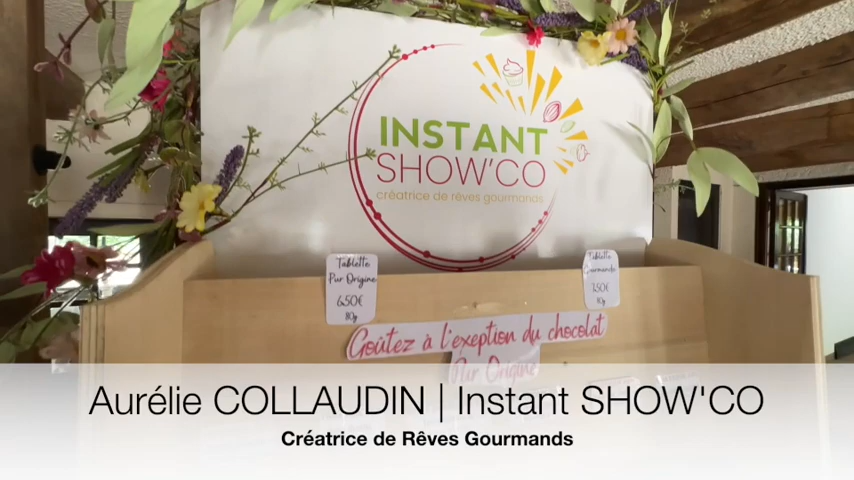 INSTANT
SHOW'CO
créatrice de rêves gourmands
Tablette
Pur Origine
6,50€
80g
Tablette
Gourmande
7,50€
80g
Goûtez à l'exeption du chocolat
Pur Origine
Aurélie COLLAUDIN | Instant SHOW'CO
Créatrice de Rêves Gourmands